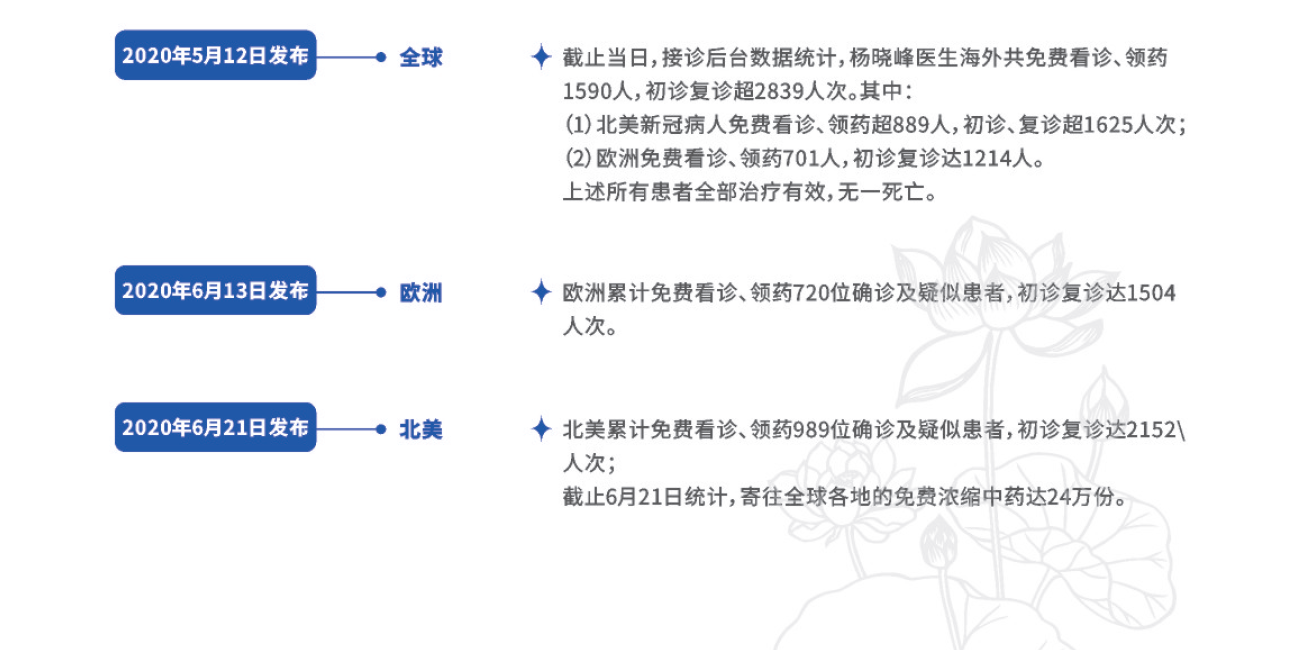 2020年5月12日发布
全球
截止当日，接诊后台数据统计，杨晓峰医生海外共免费看诊、领药
1590人，初诊复诊超2839人次。其中：
（1）北美新冠病人免费看诊、领药超889人，初诊、复诊超1625人次；
（2）欧洲免费看诊、领药701人，初诊复诊达1214人。
上述所有患者全部治疗有效，无一死亡。
2020年6月13日发布
欧洲
欧洲累计免费看诊、领药720位确诊及疑似患者，初诊复诊达1504
人次。
2020年6月21日发布
北美
北美累计免费看诊、领药989位确诊及疑似患者，初诊复诊达2152\
人次；
截止6月21日统计，寄往全球各地的免费浓缩中药达24万份。